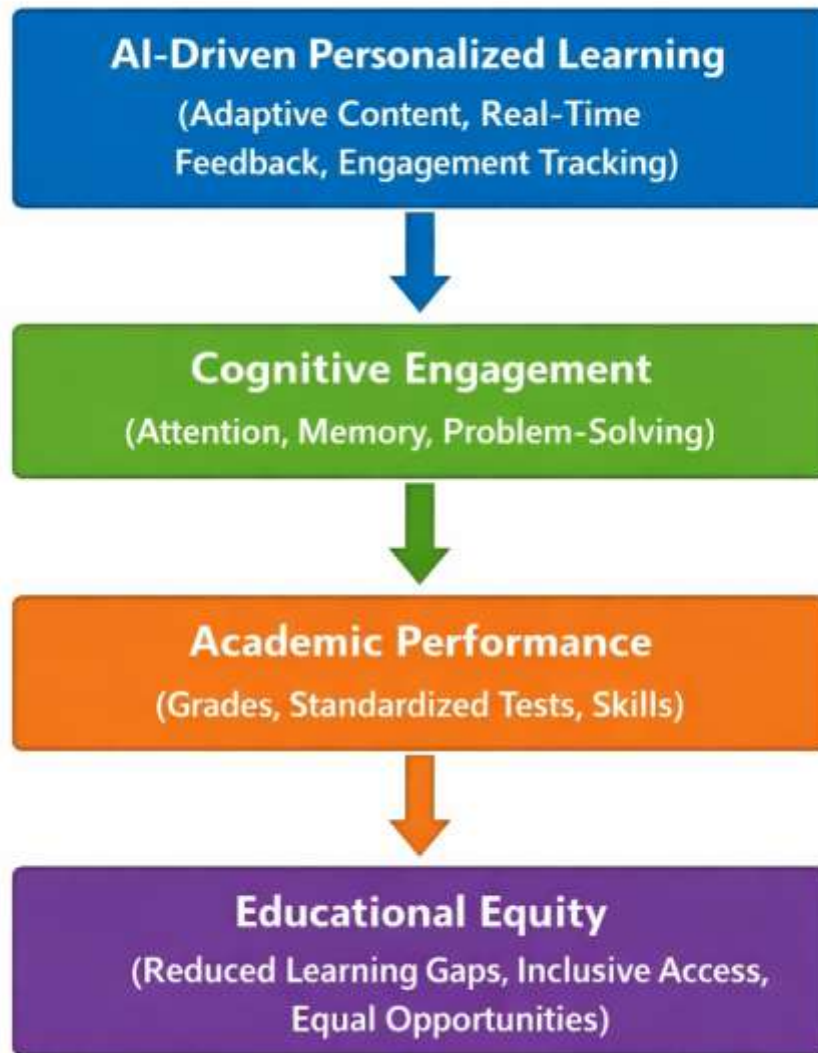 AI-Driven Personalized Learning
(Adaptive Content, Real-Time
Feedback, Engagement Tracking)
Cognitive Engagement
(Attention, Memory, Problem-Solving)
Academic Performance
(Grades, Standardized Tests, Skills)
Educational Equity
(Reduced Learning Gaps, Inclusive Access,
Equal Opportunities)